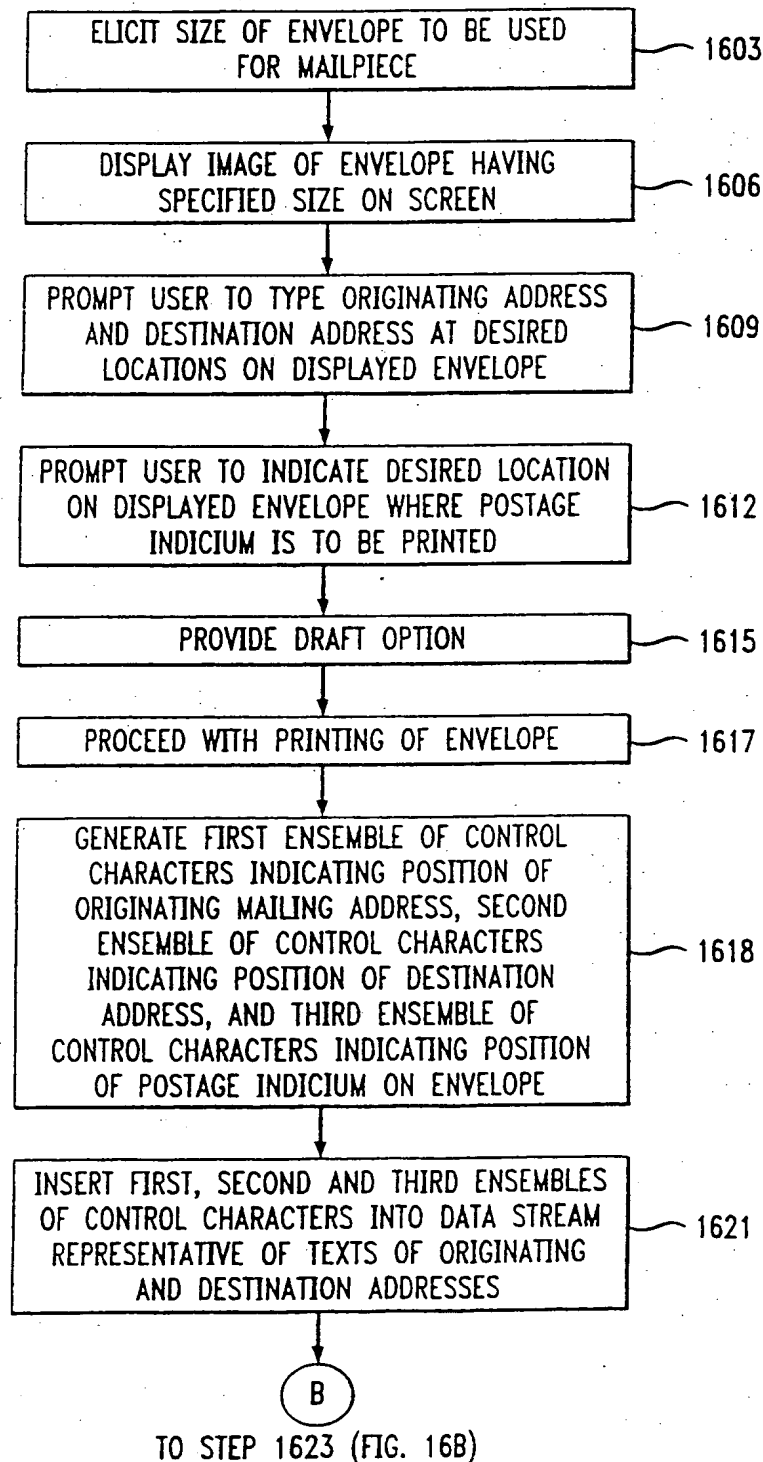 ELICIT SIZE OF ENVELOPE TO BE USED
FOR MAILPIECE
1603
DISPLAY IMAGE OF ENVELOPE HAVING
SPECIFIED SIZE ON SCREEN
1606
PROMPT USER TO TYPE ORIGINATING ADDRESS
AND DESTINATION ADDRESS AT DESIRED
LOCATIONS ON DISPLAYED ENVELOPE
1609
PROMPT USER TO INDICATE DESIRED LOCATION
ON DISPLAYED ENVELOPE WHERE POSTAGE
INDICIUM IS TO BE PRINTED
1612
PROVIDE DRAFT OPTION
1615
PROCEED WITH PRINTING OF ENVELOPE
1617
GENERATE FIRST ENSEMBLE OF CONTROL
CHARACTERS INDICATING POSITION OF
ORIGINATING MAILING ADDRESS, SECOND
ENSEMBLE OF CONTROL CHARACTERS
INDICATING POSITION OF DESTINATION
ADDRESS, AND THIRD ENSEMBLE OF
CONTROL CHARACTERS INDICATING POSITION
OF POSTAGE INDICIUM ON ENVELOPE
1618
INSERT FIRST, SECOND AND THIRD ENSEMBLES
OF CONTROL CHARACTERS INTO DATA STREAM
REPRESENTATIVE OF TEXTS OF ORIGINATING
AND DESTINATION ADDRESSES
1621
B
TO STEP 1623 (FIG. 16B)